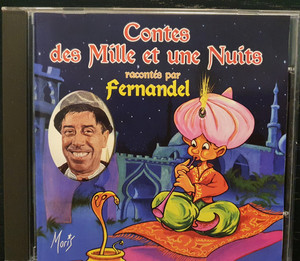 Contes
des Mille et une Nuits
racontés par
Fernandel
Moris